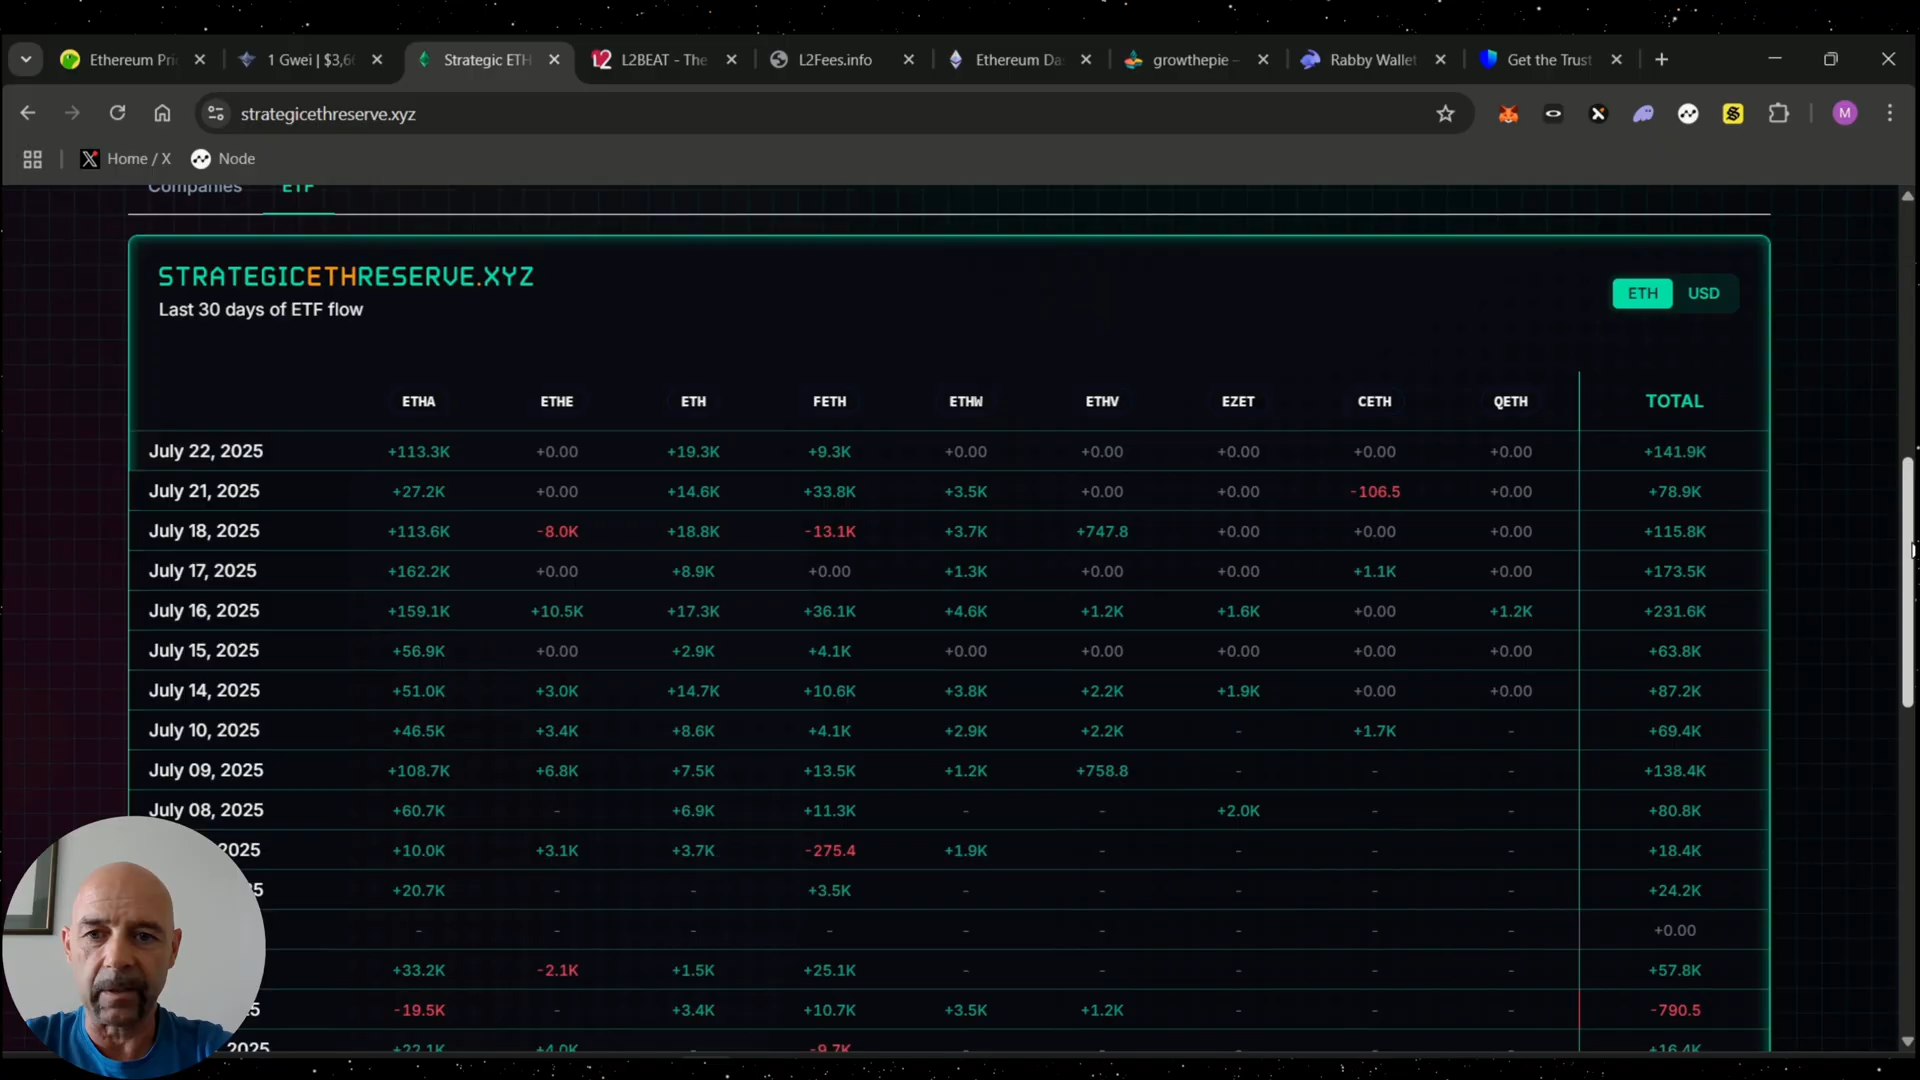 Ethereum Pri
1 Gwei | $3,6
Strategic ETH
L2BEAT - The
L2Fees.info
Ethereum Da
growthepie –
Rabby Wallet
Get the Trust
strategicethreserve.xyz
M
Home / X
Node
Companies ETF
STRATEGICETHRESERVE.XYZ
Last 30 days of ETF flow
ETH USD
ETHA ETHE ETH FETH ETHW ETHV EZET CETH QETH TOTAL
July 22, 2025 +113.3K +0.00 +19.3K +9.3K +0.00 +0.00 +0.00 +0.00 +0.00 +141.9K
July 21, 2025 +27.2K +0.00 +14.6K +33.8K +3.5K +0.00 +0.00 -106.5 +0.00 +78.9K
July 18, 2025 +113.6K -8.0K +18.8K -13.1K +3.7K +747.8 +0.00 +0.00 +0.00 +115.8K
July 17, 2025 +162.2K +0.00 +8.9K +0.00 +1.3K +0.00 +0.00 +1.1K +0.00 +173.5K
July 16, 2025 +159.1K +10.5K +17.3K +36.1K +4.6K +1.2K +1.6K +0.00 +1.2K +231.6K
July 15, 2025 +56.9K +0.00 +2.9K +4.1K +0.00 +0.00 +0.00 +0.00 +0.00 +63.8K
July 14, 2025 +51.0K +3.0K +14.7K +10.6K +3.8K +2.2K +1.9K +0.00 +0.00 +87.2K
July 10, 2025 +46.5K +3.4K +8.6K +4.1K +2.9K +2.2K - +1.7K - +69.4K
July 09, 2025 +108.7K +6.8K +7.5K +13.5K +1.2K +758.8 - - - +138.4K
July 08, 2025 +60.7K - +6.9K +11.3K - - +2.0K - - +80.8K
2025 +10.0K +3.1K +3.7K -275.4 +1.9K - - - - +18.4K
5 +20.7K - - +3.5K - - - - - +24.2K
- - - - - - - - - +0.00
+33.2K -2.1K +1.5K +25.1K - - - - - +57.8K
5 -19.5K - +3.4K +10.7K +3.5K +1.2K - - - -790.5
2025 +22.1K +4.0K - -9.7K - - - - - +16.4K